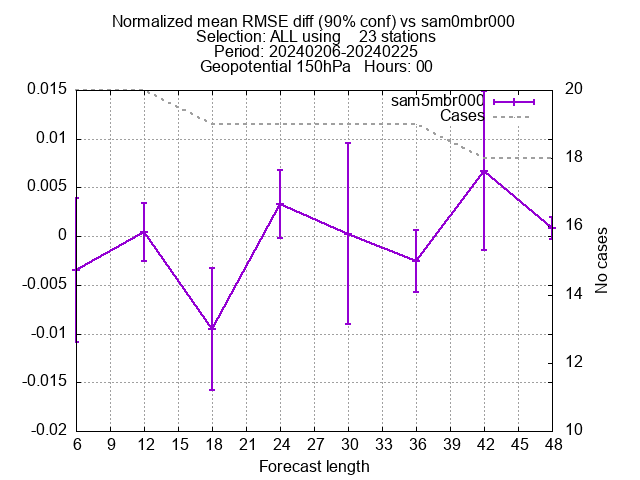 Normalized mean RMSE diff (90% conf) vs sam0mbr000
Selection: ALL using    23 stations
Period: 20240206-20240225
Geopotential 150hPa   Hours: 00
0.015
0.01
0.005
0
-0.005
-0.01
-0.015
-0.02
sam5mbr000
Cases
20
18
16
14
12
10
No cases
6 9 12 15 18 21 24 27 30 33 36 39 42 45 48
Forecast length